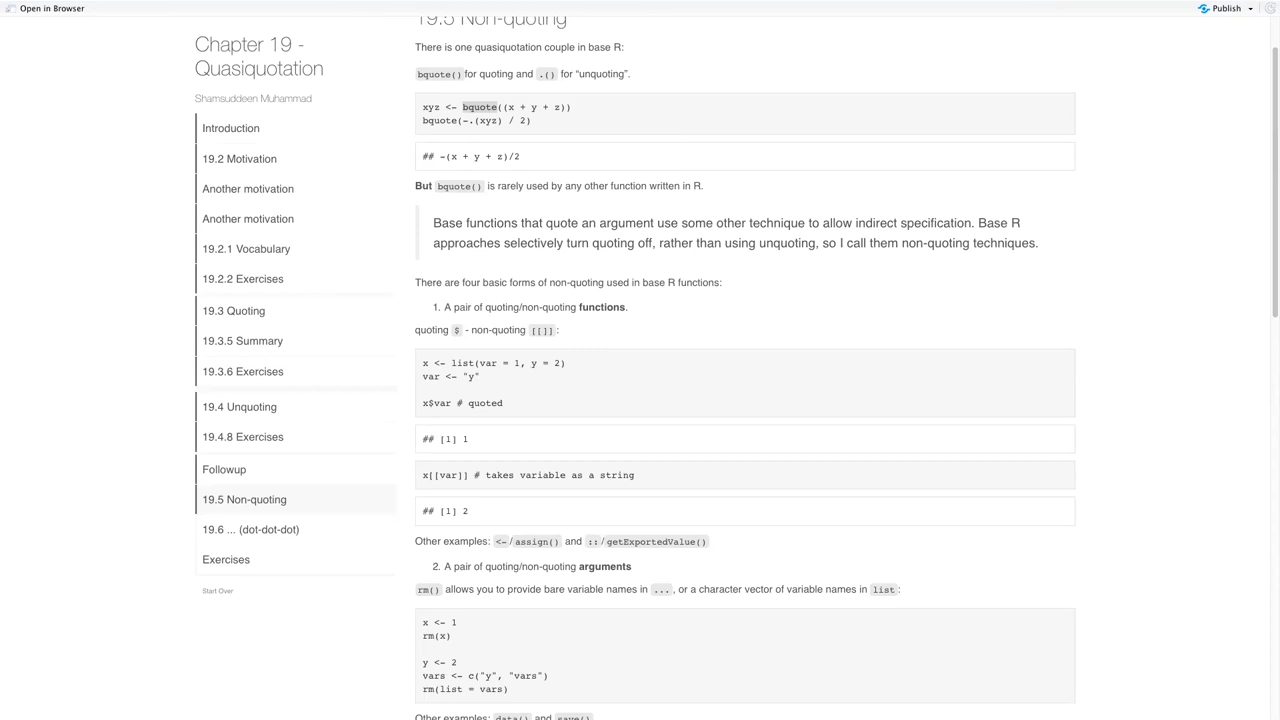 Open in Browser
Publish
19.5 Non-quoting
Chapter 19 -
Quasiquotation
Shamsuddeen Muhammad
Introduction
19.2 Motivation
Another motivation
Another motivation
19.2.1 Vocabulary
19.2.2 Exercises
19.3 Quoting
19.3.5 Summary
19.3.6 Exercises
19.4 Unquoting
19.4.8 Exercises
Followup
19.5 Non-quoting
19.6 ... (dot-dot-dot)
Exercises
Start Over
There is one quasiquotation couple in base R:
bquote() for quoting and .() for “unquoting”.
xyz <- bquote((x + y + z))
bquote(-.(xyz) / 2)
## -(x + y + z)/2
But bquote() is rarely used by any other function written in R.
Base functions that quote an argument use some other technique to allow indirect specification. Base R
approaches selectively turn quoting off, rather than using unquoting, so I call them non-quoting techniques.
There are four basic forms of non-quoting used in base R functions:
1. A pair of quoting/non-quoting functions.
quoting $ - non-quoting [[]]:
x <- list(var = 1, y = 2)
var <- "y"
x$var # quoted
## [1] 1
x[[var]] # takes variable as a string
## [1] 2
Other examples: <-/assign() and ::/getExportedValue()
2. A pair of quoting/non-quoting arguments
rm() allows you to provide bare variable names in ..., or a character vector of variable names in list:
x <- 1
rm(x)
y <- 2
vars <- c("y", "vars")
rm(list = vars)
Other examples: data() and save()